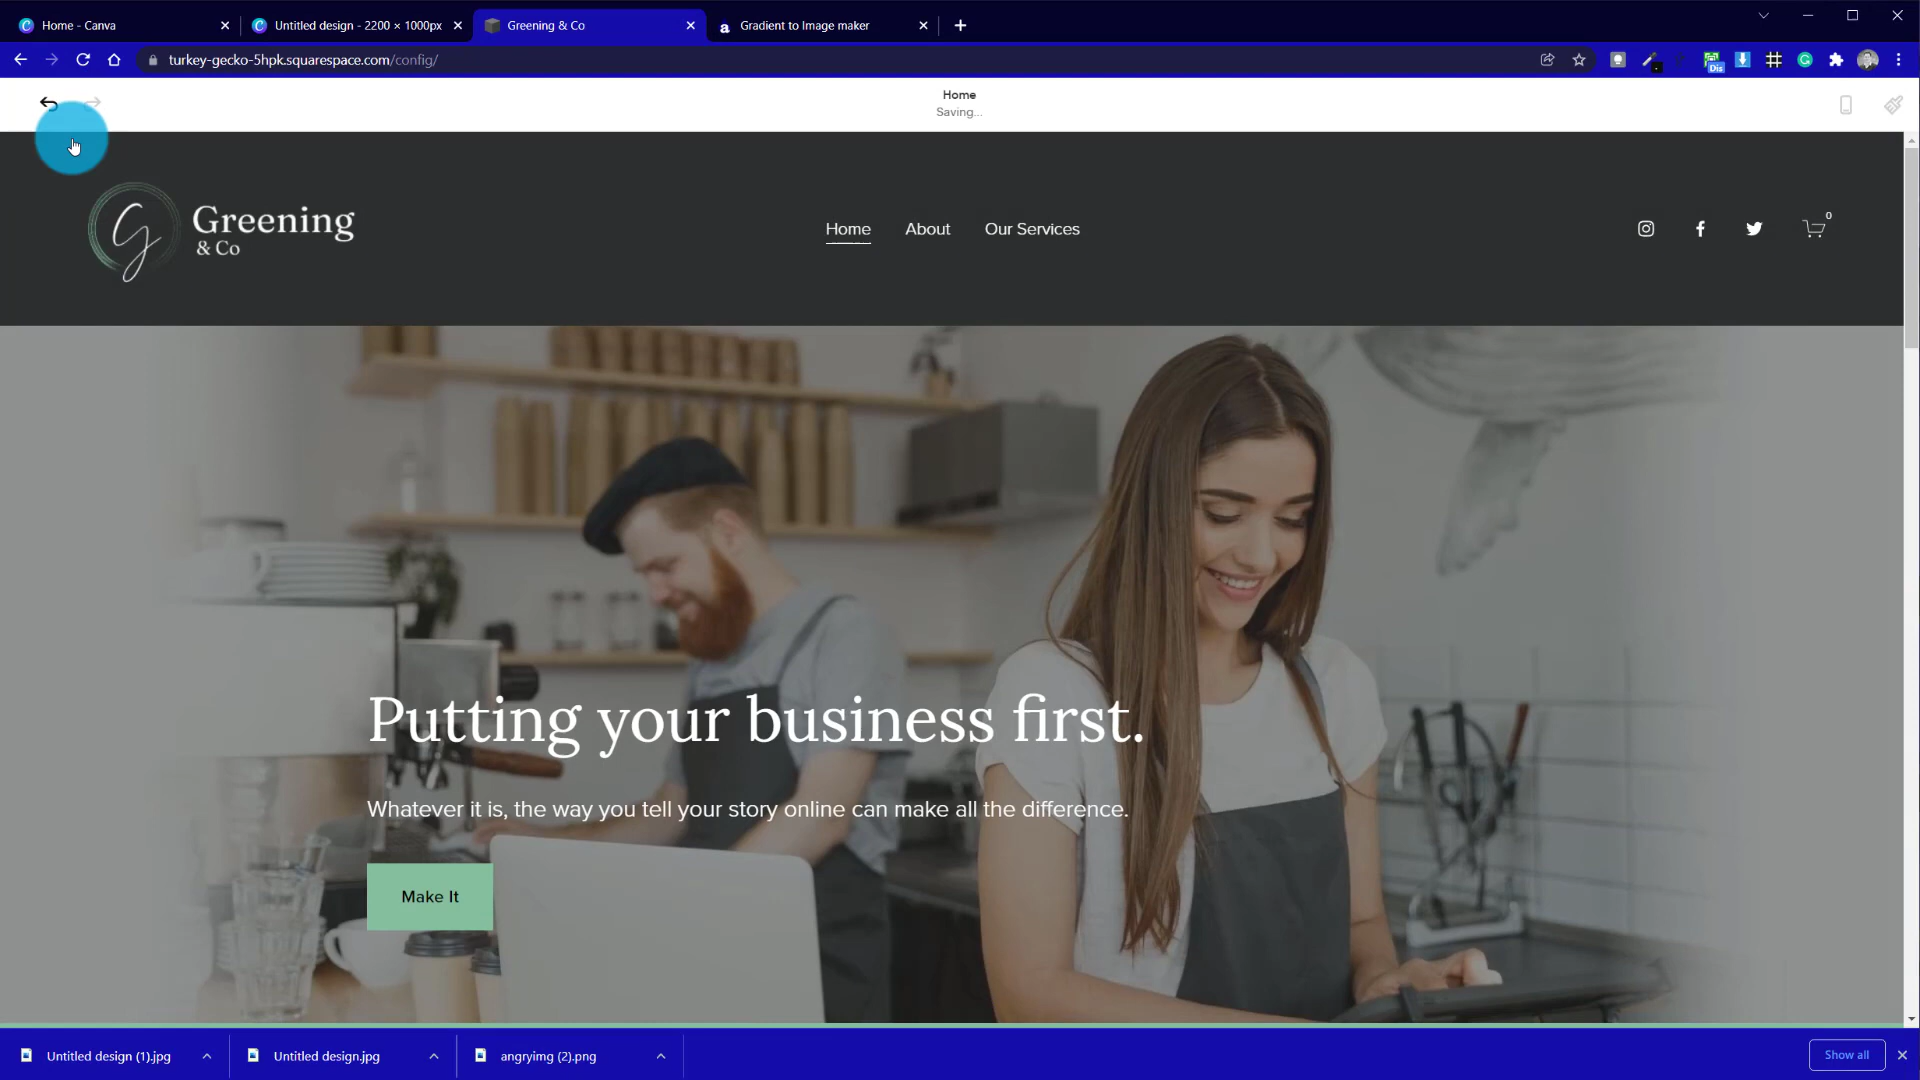 Home - Canva
Untitled design - 2200 × 1000px
Greening & Co
Gradient to Image maker
turkey-gecko-5hpk.squarespace.com/config/
Dis
Home
Saving...
Greening
& Co
Home
About
Our Services
0
Putting your business first.
Whatever it is, the way you tell your story online can make all the difference.
Make It
Untitled design (1).jpg
Untitled design.jpg
angryimg (2).png
Show all